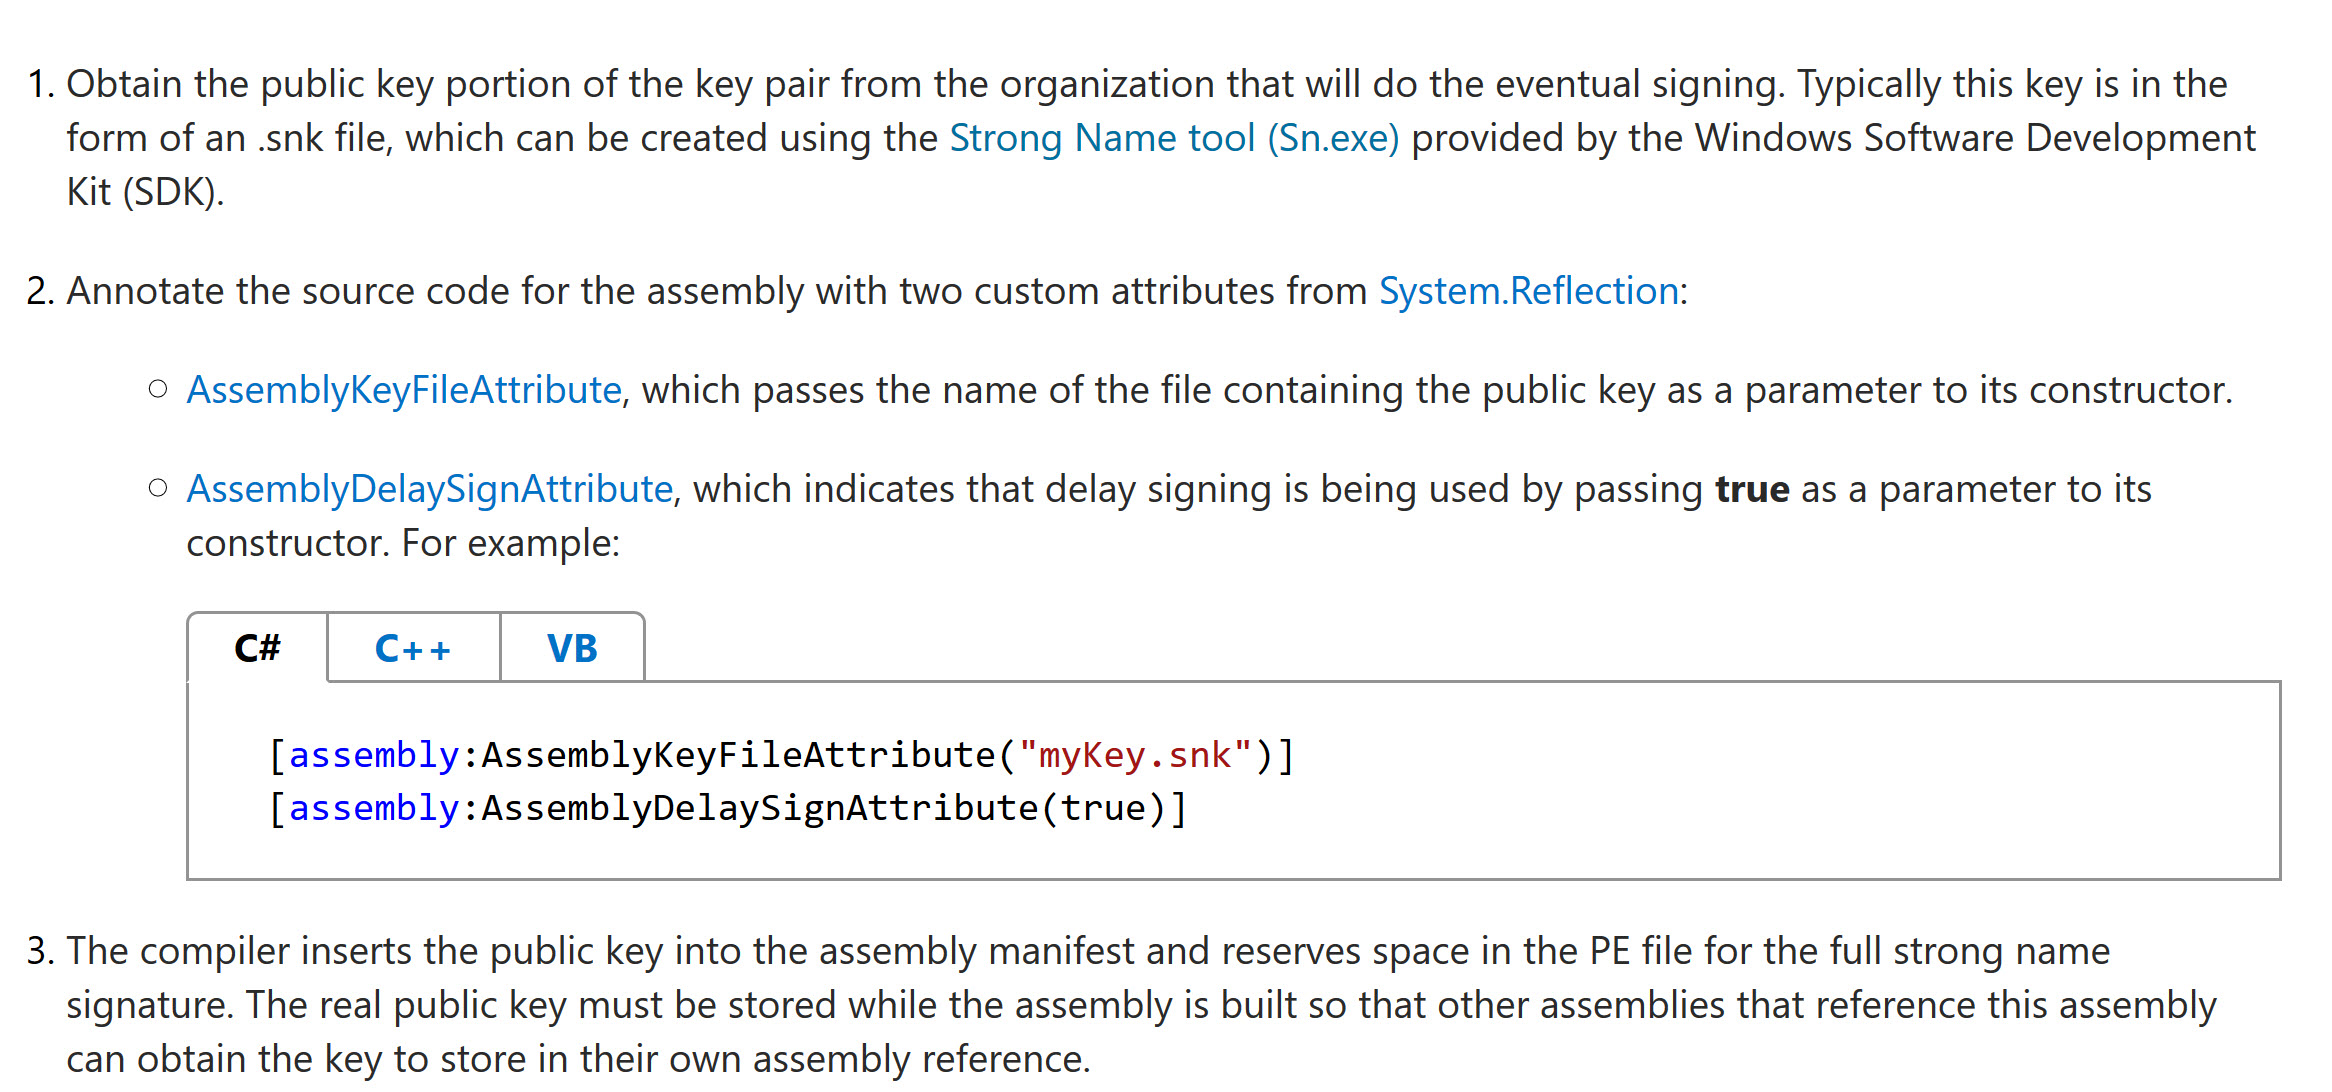 1. Obtain the public key portion of the key pair from the organization that will do the eventual signing. Typically this key is in the
form of an .snk file, which can be created using the Strong Name tool (Sn.exe) provided by the Windows Software Development
Kit (SDK).
2. Annotate the source code for the assembly with two custom attributes from System.Reflection:
○ AssemblyKeyFileAttribute, which passes the name of the file containing the public key as a parameter to its constructor.
○ AssemblyDelaySignAttribute, which indicates that delay signing is being used by passing true as a parameter to its
constructor. For example:
C# C++ VB
[assembly:AssemblyKeyFileAttribute("myKey.snk")]
[assembly:AssemblyDelaySignAttribute(true)]
3. The compiler inserts the public key into the assembly manifest and reserves space in the PE file for the full strong name
signature. The real public key must be stored while the assembly is built so that other assemblies that reference this assembly
can obtain the key to store in their own assembly reference.